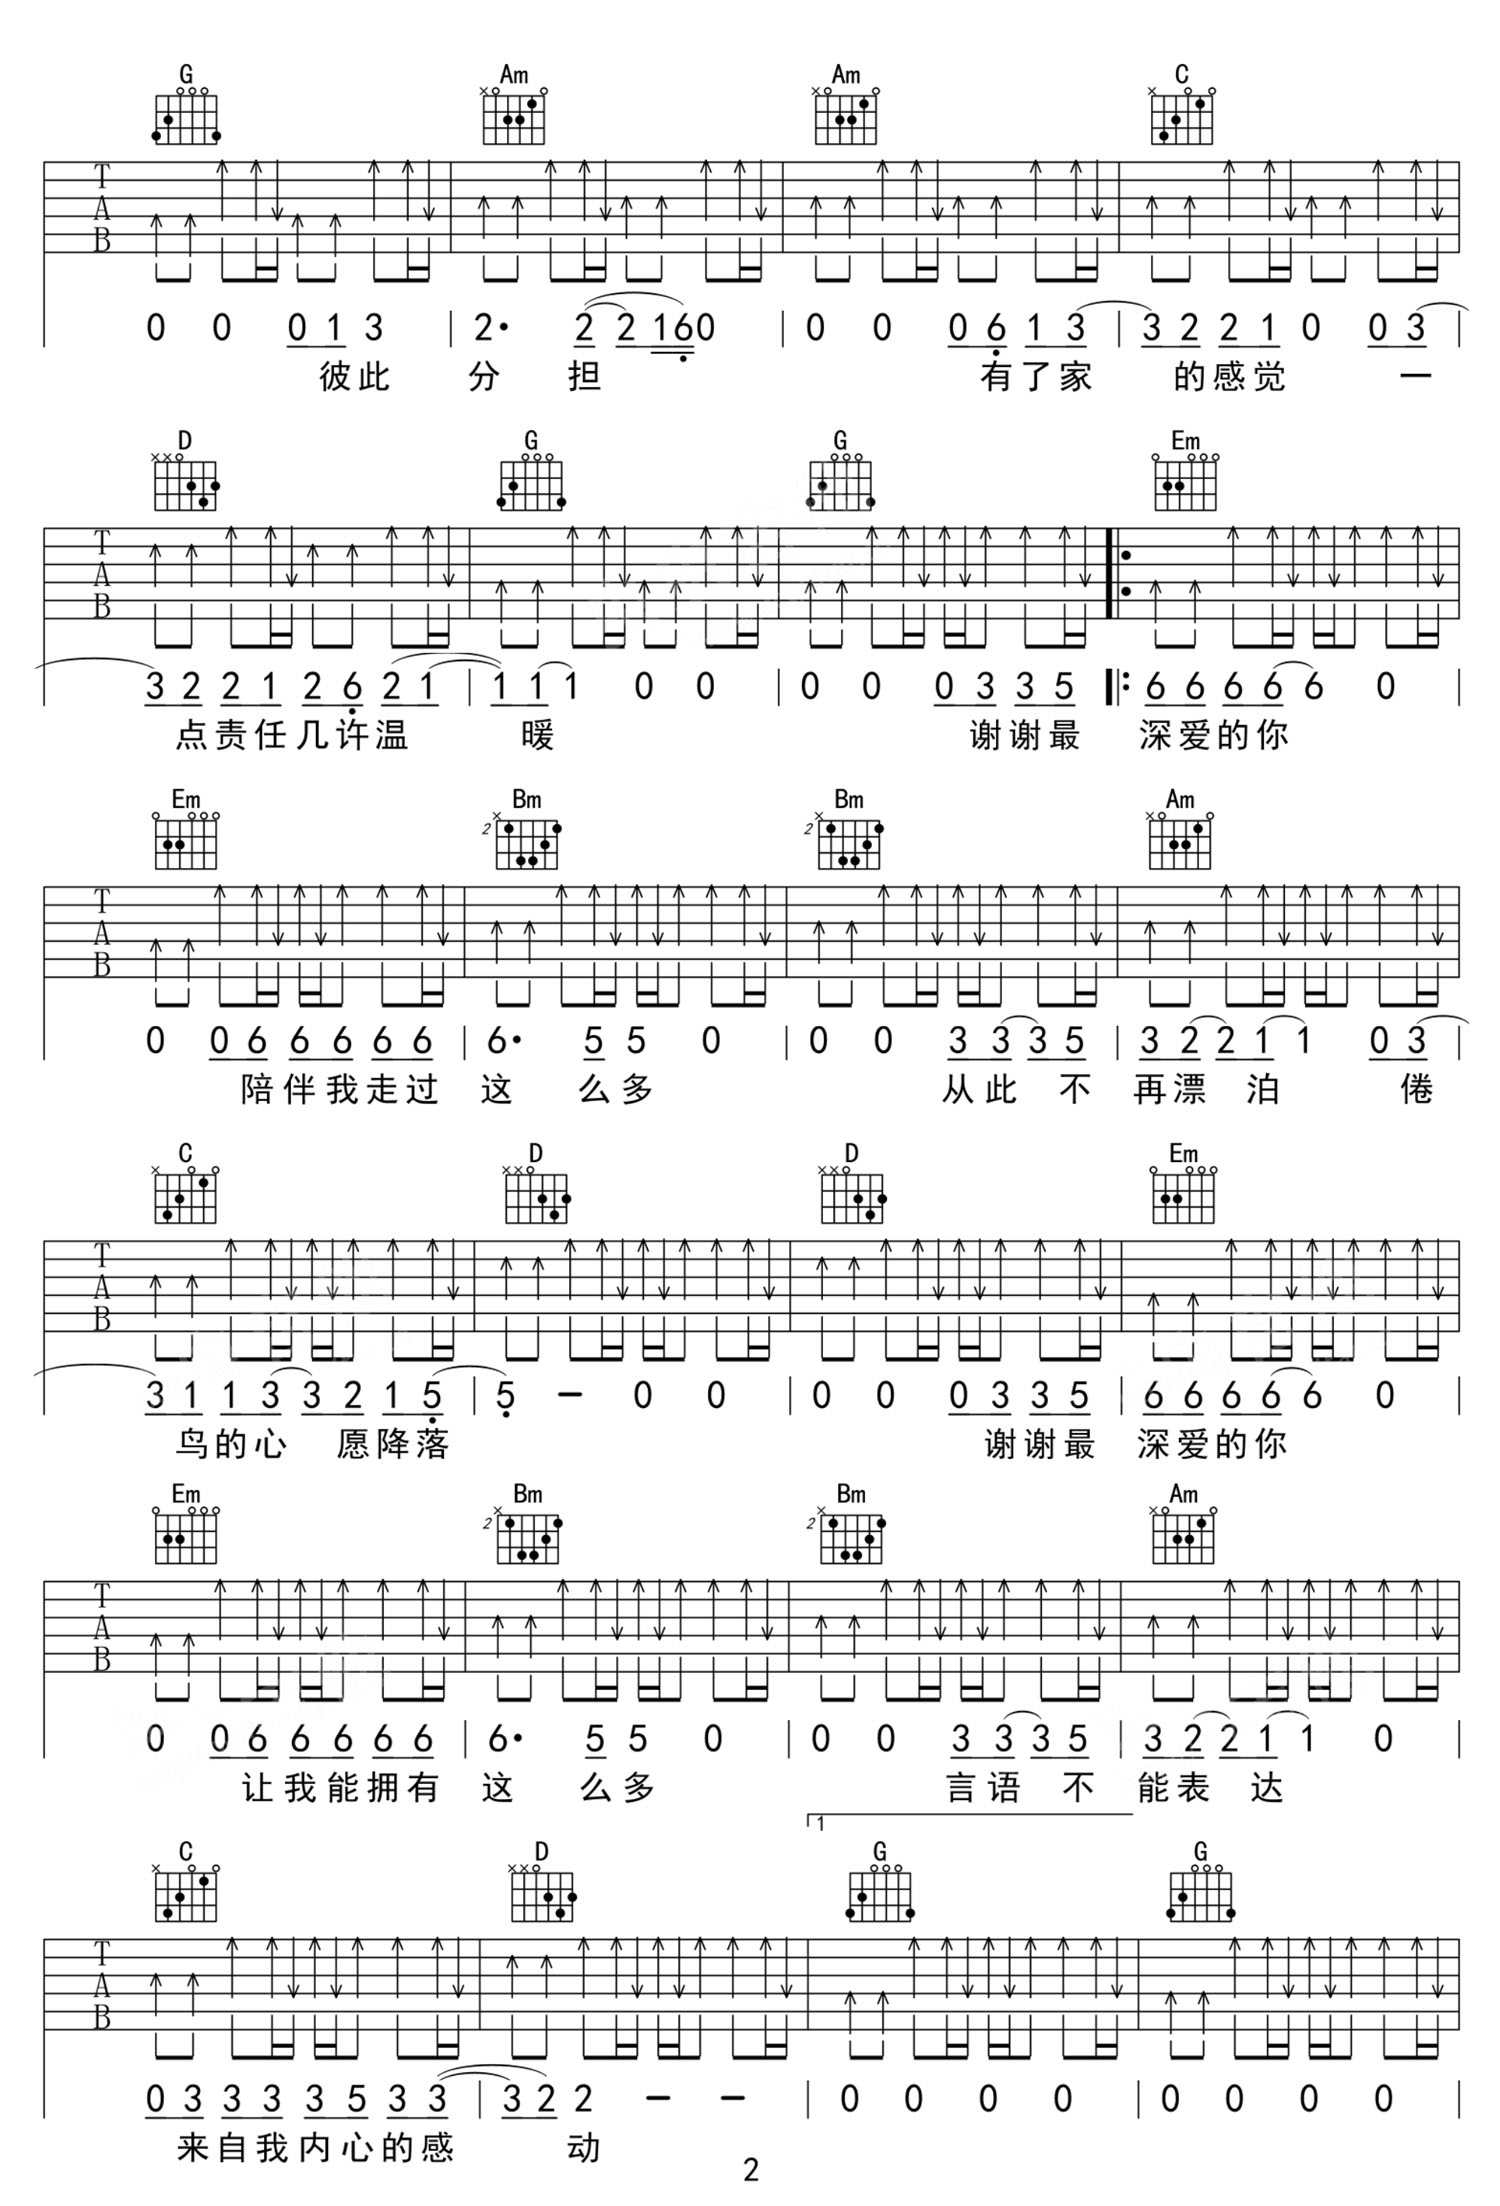 G Am Am C
T A B
0 0 0 1 3 | 2· 2 2 1 6 0 | 0 0 0 6 1 3 | 3 2 2 1 0 0 3 |
彼此 分 担 有了家 的感觉 一
D G G Em
T A B
3 2 2 1 2 6 2 1 | 1 1 1 0 0 | 0 0 0 3 3 5 |: 6 6 6 6 6 0 |
点责任几许温 暖 谢谢最 深爱的你
Em Bm Bm Am
2 2
T A B
0 0 6 6 6 6 6 | 6· 5 5 0 | 0 0 3 3 3 5 | 3 2 2 1 1 0 3 |
陪伴我走过 这 么多 从此 不 再漂 泊 倦
C D D Em
T A B
3 1 1 3 3 2 1 5 | 5 – 0 0 | 0 0 0 3 3 5 | 6 6 6 6 6 0 |
鸟的心 愿降落 谢谢最 深爱的你
Em Bm Bm Am
2 2
T A B
0 0 6 6 6 6 6 | 6· 5 5 0 | 0 0 3 3 3 5 | 3 2 2 1 1 0 |
让我能拥有 这 么多 言语 不 能表 达
1
C D G G
T A B
0 3 3 3 3 5 3 3 | 3 2 2 – – | 0 0 0 0 | 0 0 0 0 |
来自我内心的感 动
2